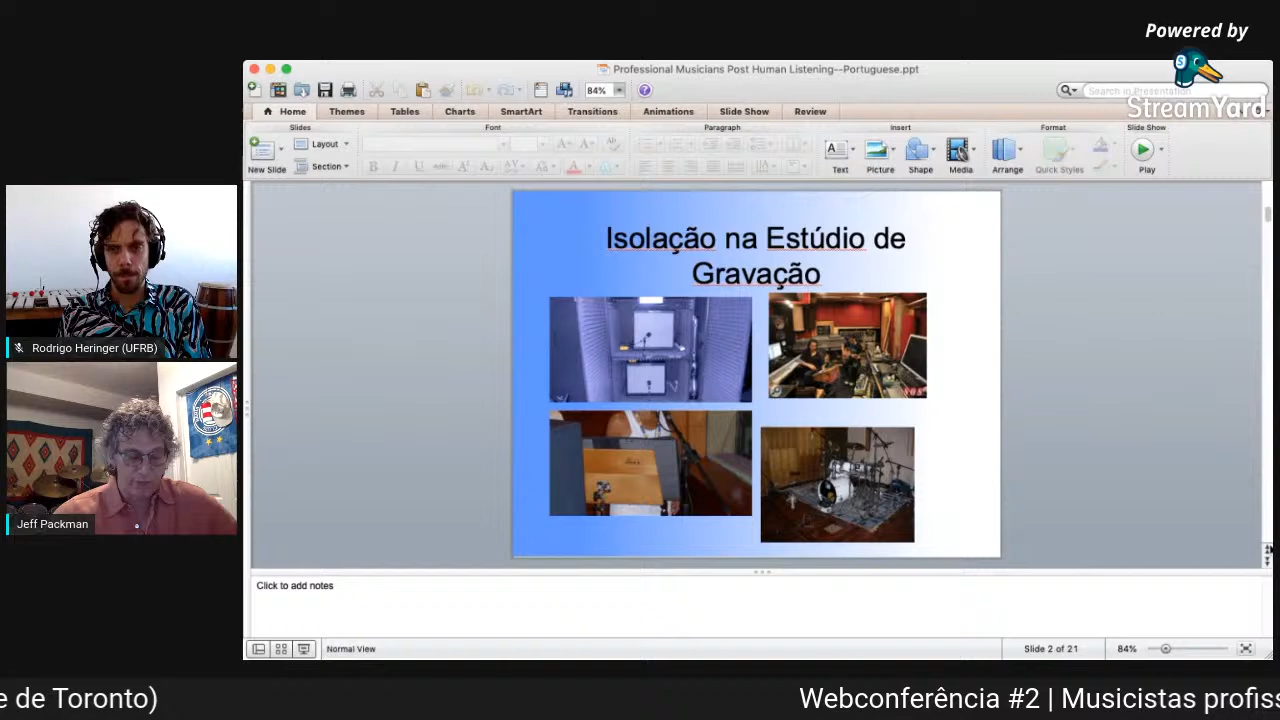 Powered by
StreamYard
Professional Musicians Post Human Listening--Portuguese.ppt
84%
Search in Presentation
Home Themes Tables Charts SmartArt Transitions Animations Slide Show Review
Slides Font Paragraph Insert Format Slide Show
New Slide Layout Section Text Picture Shape Media Arrange Quick Styles Play
Isolação na Estúdio de
Gravação
Rodrigo Heringer (UFRB)
Jeff Packman
Click to add notes
Normal View Slide 2 of 21 84%
e de Toronto) Webconferência #2 | Musicistas profiss